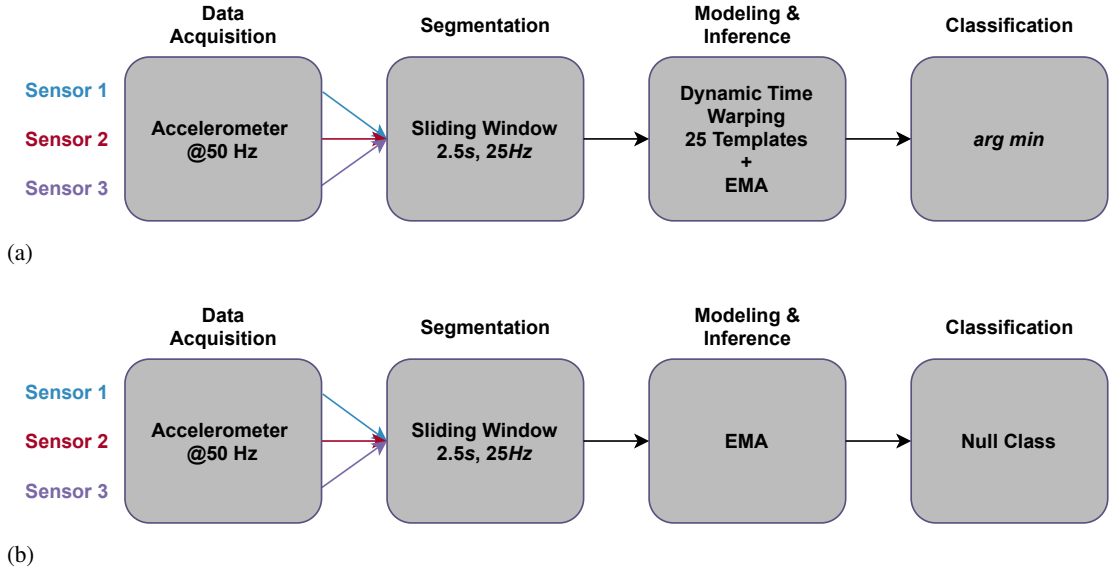 Data
Acquisition
Segmentation
Modeling &
Inference
Classification
Sensor 1
Sensor 2
Sensor 3
Accelerometer
@50 Hz
Sliding Window
2.5s, 25Hz
Dynamic Time
Warping
25 Templates
+
EMA
arg min
(a)
Data
Acquisition
Segmentation
Modeling &
Inference
Classification
Sensor 1
Sensor 2
Sensor 3
Accelerometer
@50 Hz
Sliding Window
2.5s, 25Hz
EMA
Null Class
(b)